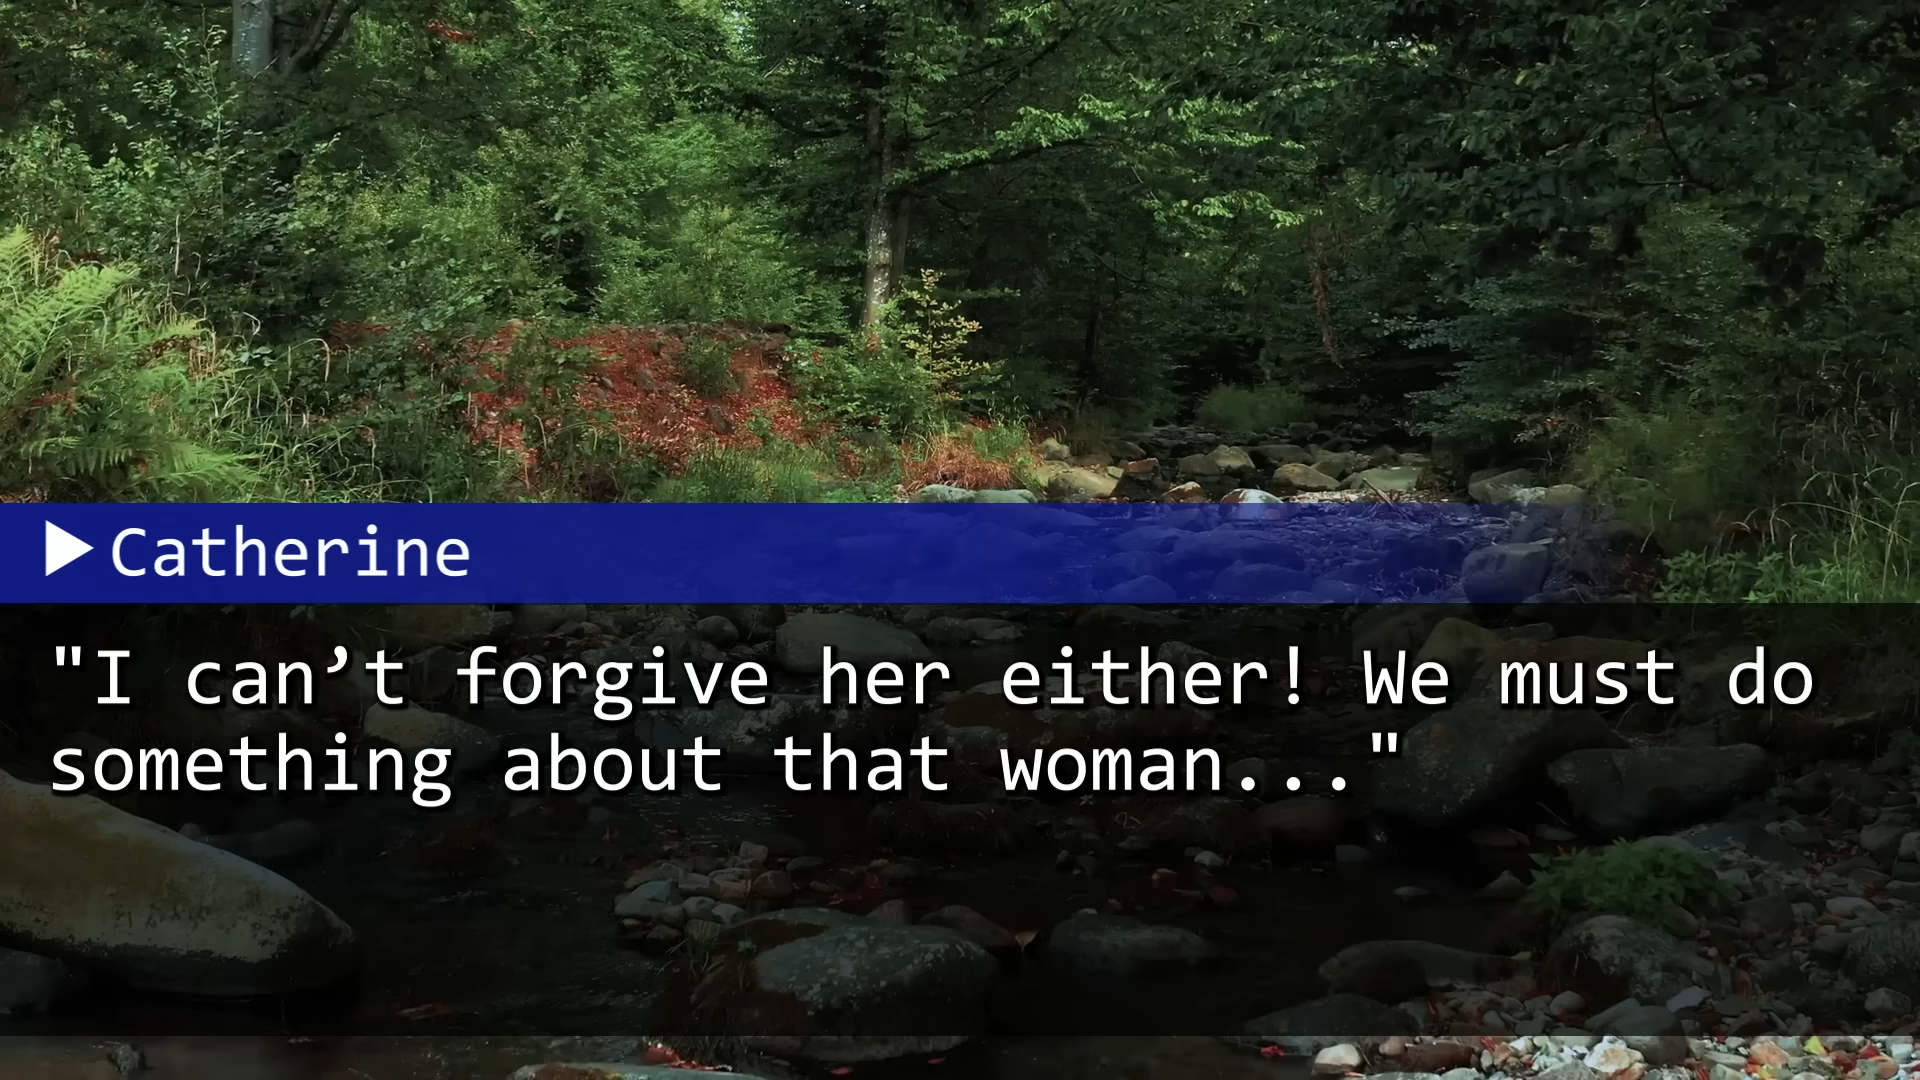 Catherine
"I can’t forgive her either! We must do
something about that woman..."